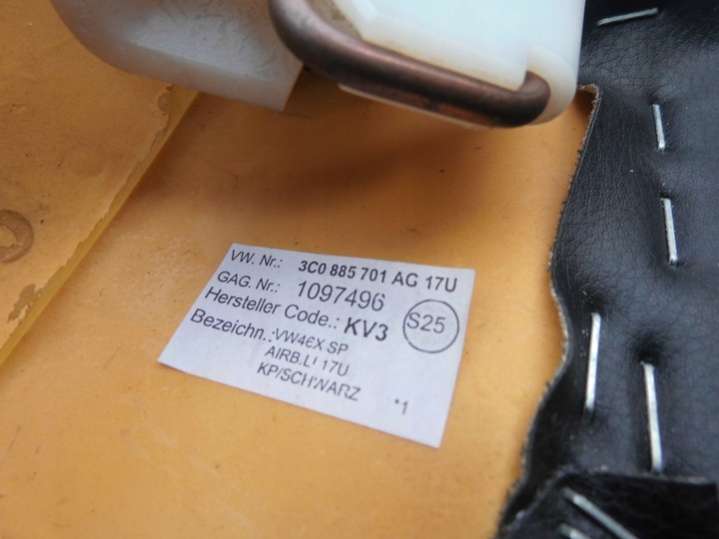 VW. Nr.: 3C0 885 701 AG 17U
GAG. Nr.: 1097496
Hersteller Code.: KV3 S25
Bezeichn.: VW46X SP
AIRB.LI 17U
KP/SCHWARZ *1